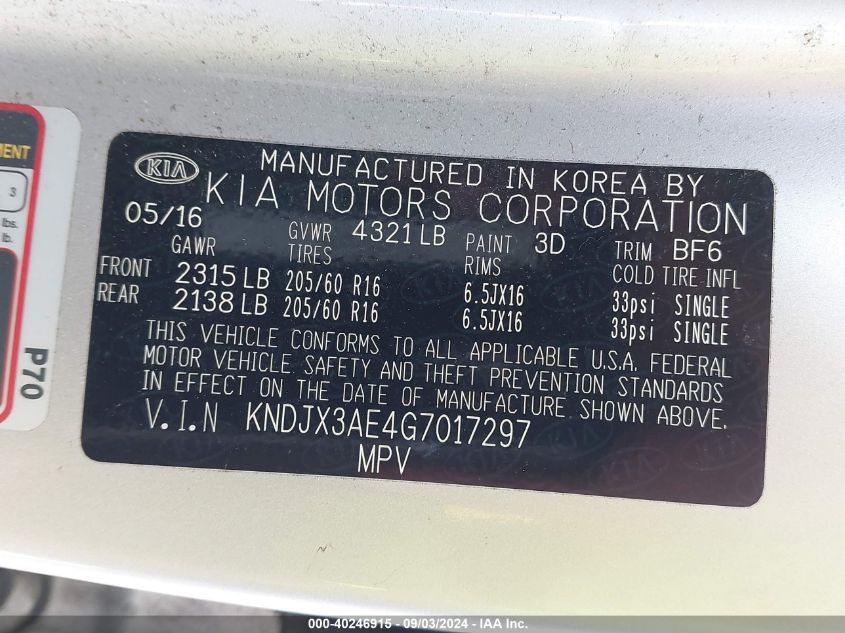 MENT
3
lbs.
lb.
P70
KIA
MANUFACTURED IN KOREA BY
KIA MOTORS CORPORATION
05/16
GVWR 4321 LB PAINT 3D TRIM BF6
GAWR TIRES RIMS COLD TIRE INFL
FRONT 2315 LB 205/60 R16 6.5JX16 33psi SINGLE
REAR 2138 LB 205/60 R16 6.5JX16 33psi SINGLE
THIS VEHICLE CONFORMS TO ALL APPLICABLE U.S.A. FEDERAL
MOTOR VEHICLE SAFETY AND THEFT PREVENTION STANDARDS
IN EFFECT ON THE DATE OF MANUFACTURE SHOWN ABOVE.
V.I.N KNDJX3AE4G7017297
MPV
000-40246915 - 09/03/2024 - IAA Inc.